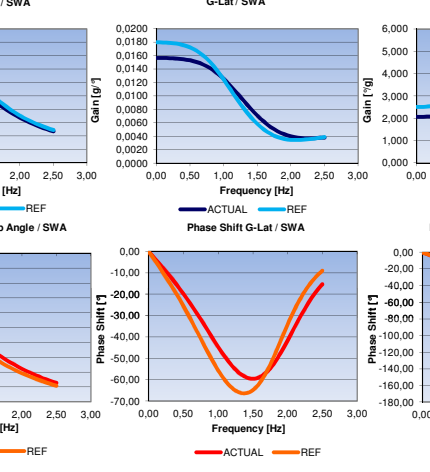 / SWA
G-Lat / SWA
0,0200
0,0180
0,0160
0,0140
0,0120
0,0100
0,0080
0,0060
0,0040
0,0020
0,0000
Gain [g/°]
6,000
5,000
4,000
3,000
2,000
1,000
0,000
Gain [°/g]
2,00 2,50 3,00
0,00 0,50 1,00 1,50 2,00 2,50 3,00
0,00
[Hz]
Frequency [Hz]
REF
ACTUAL REF
Angle / SWA
Phase Shift G-Lat / SWA
0,00
-10,00
-20,00
-30,00
-40,00
-50,00
-60,00
-70,00
Phase Shift [°]
0,00
-20,00
-40,00
-60,00
-80,00
-100,00
-120,00
-140,00
-160,00
-180,00
Phase Shift [°]
2,00 2,50 3,00
0,00 0,50 1,00 1,50 2,00 2,50 3,00
0,00
[Hz]
Frequency [Hz]
REF
ACTUAL REF